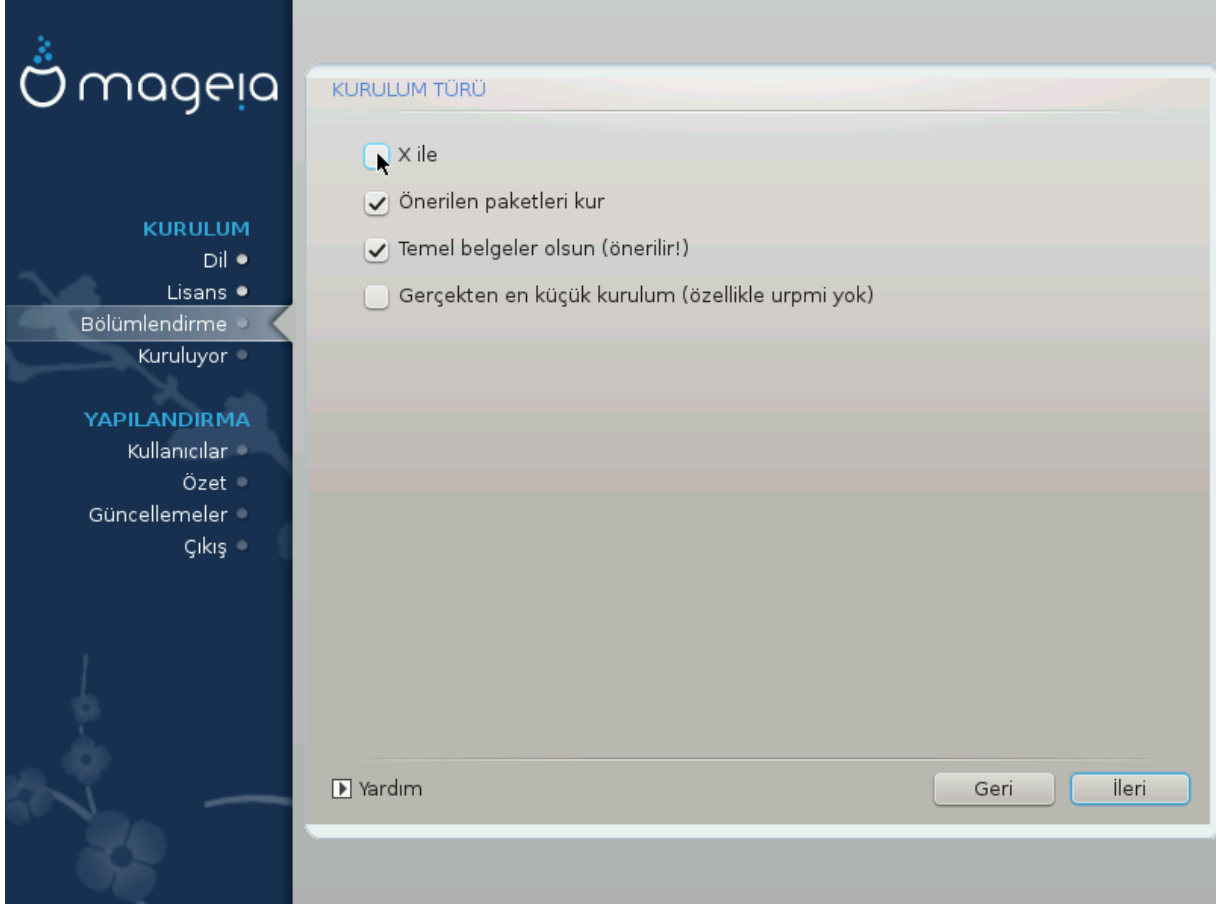 mageia
KURULUM
Dil
Lisans
Bölümlendirme
Kuruluyor
YAPILANDIRMA
Kullanıcılar
Özet
Güncellemeler
Çıkış
KURULUM TÜRÜ
X ile
Önerilen paketleri kur
Temel belgeler olsun (önerilir!)
Gerçekten en küçük kurulum (özellikle urpmi yok)
Yardım
Geri
İleri